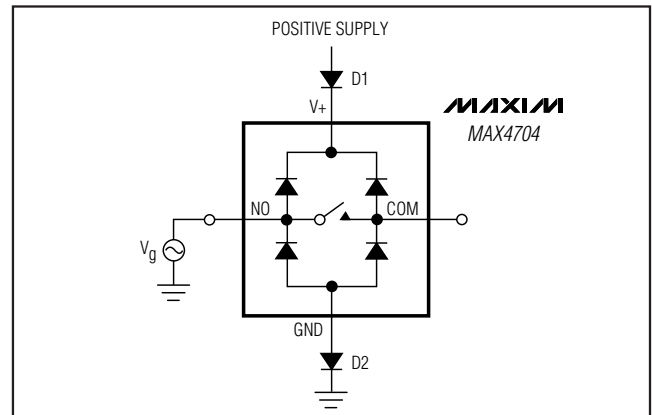 POSITIVE SUPPLY
D1
V+
MAXIM
MAX4704
NO
COM
Vg
GND
D2